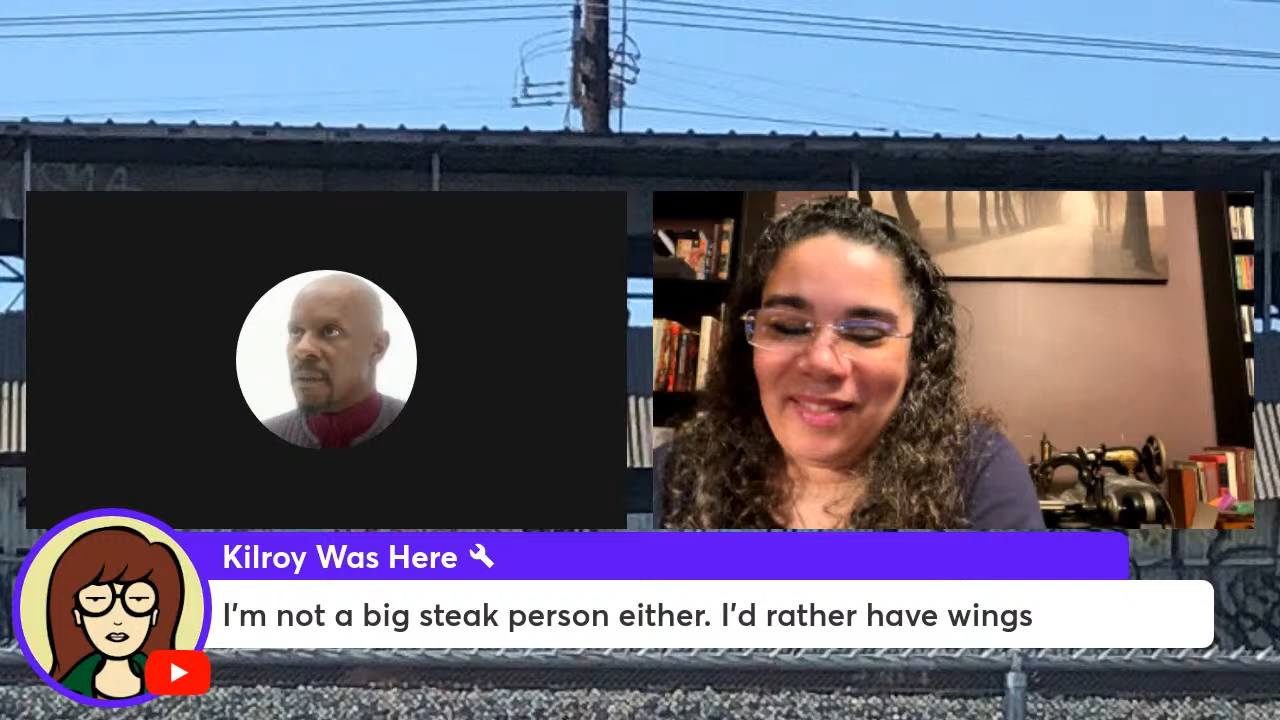 Kilroy Was Here
I'm not a big steak person either. I'd rather have wings